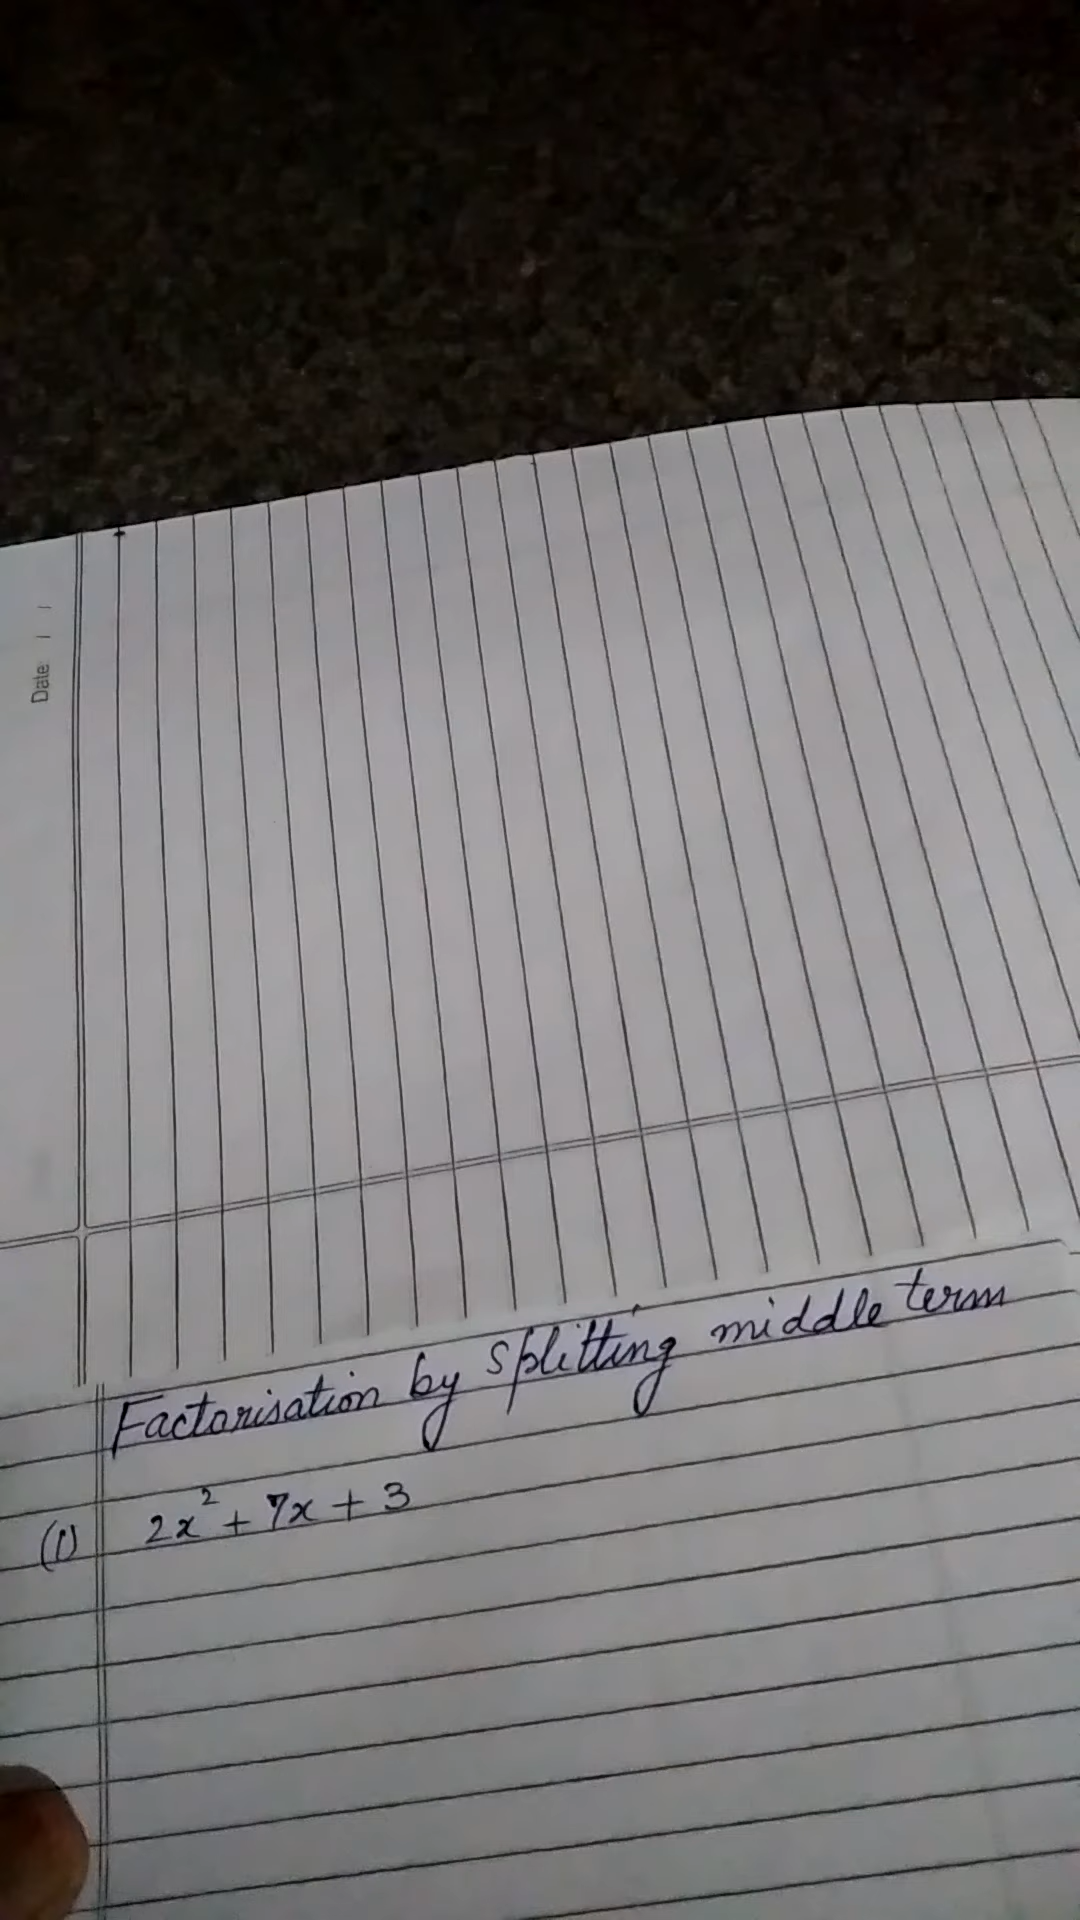 Date / /
Factorisation by splitting middle term
(1) 2x² + 7x + 3